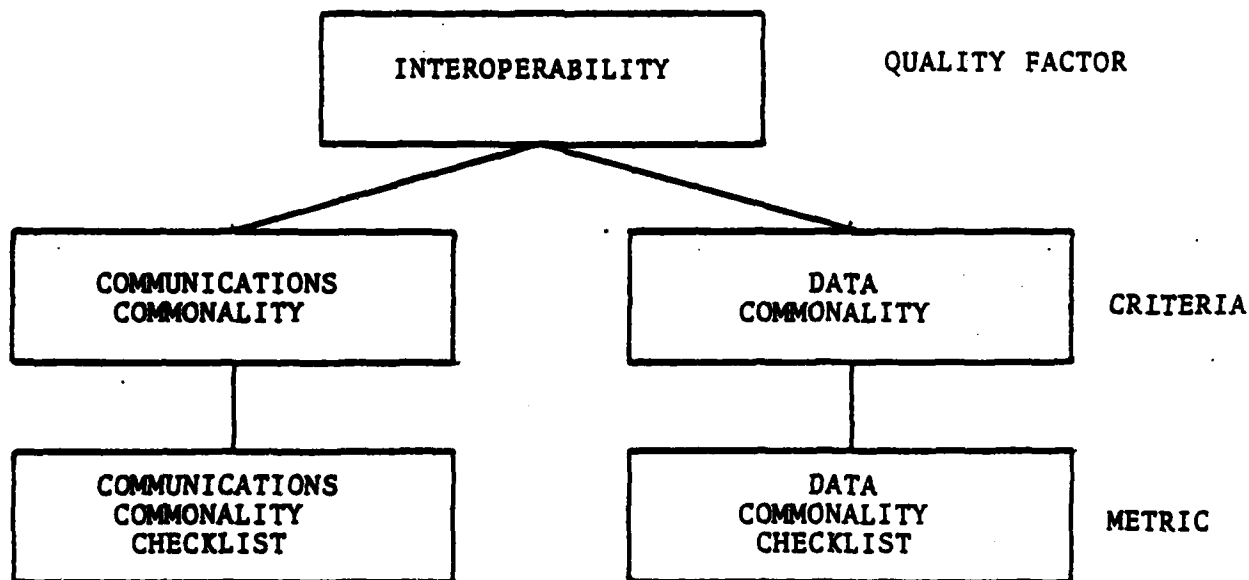 INTEROPERABILITY
QUALITY FACTOR
COMMUNICATIONS
COMMONALITY
DATA
COMMONALITY
CRITERIA
COMMUNICATIONS
COMMONALITY
CHECKLIST
DATA
COMMONALITY
CHECKLIST
METRIC